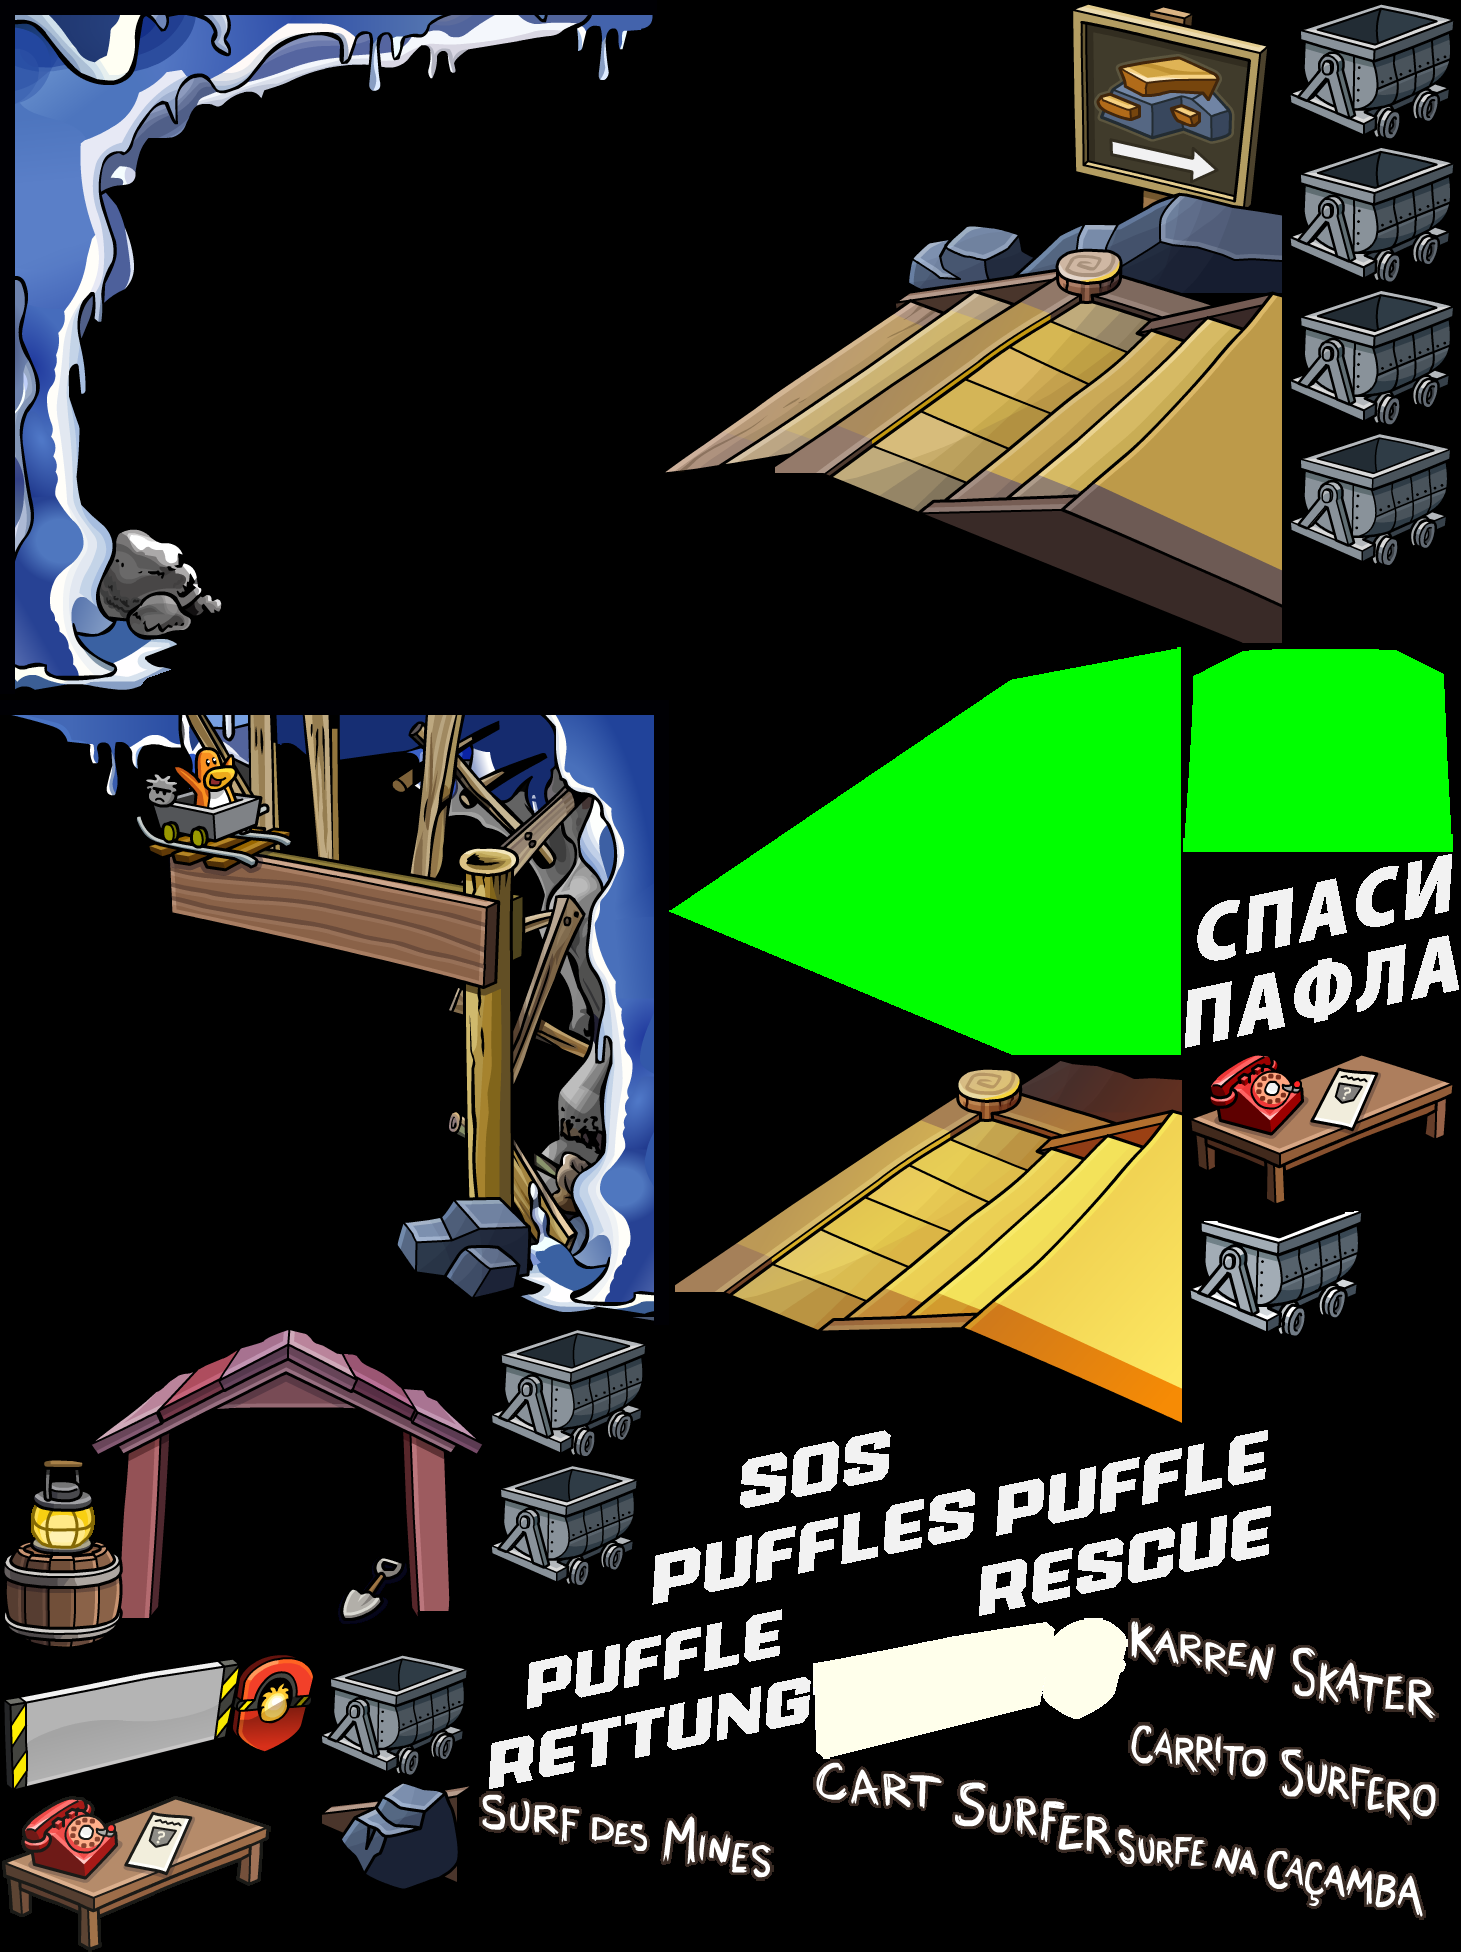 СПАСИ
ПАФЛА
?
SOS
PUFFLES
PUFFLE
RESCUE
PUFFLE
RETTUNG
KARREN SKATER
CARRITO SURFERO
CART SURFER
SURF DES MINES
SURFE NA CAÇAMBA
?